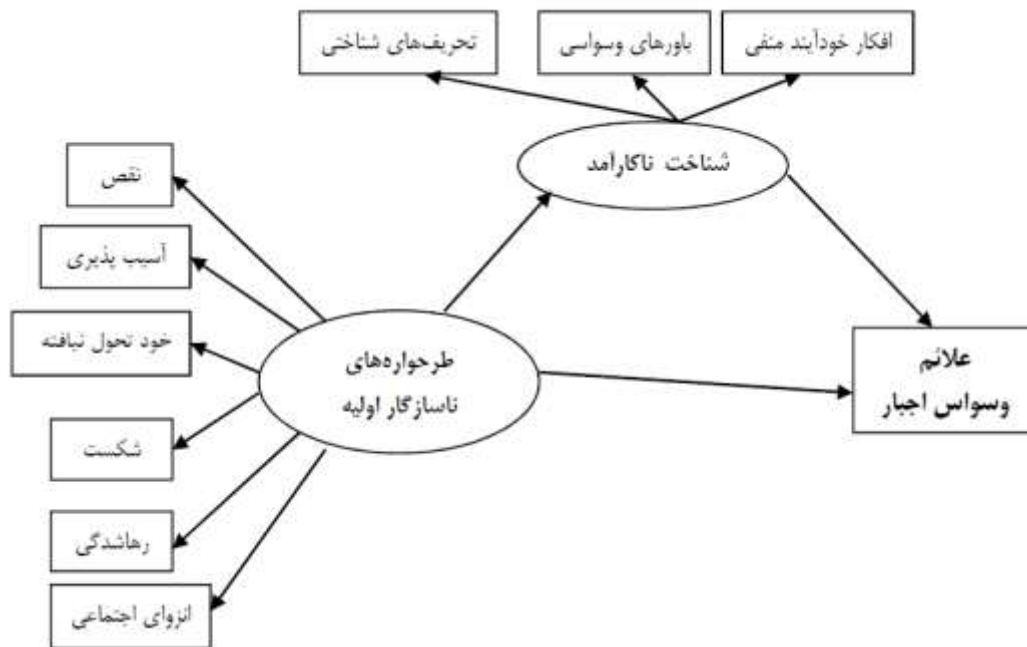 افکار خودآیند منفی
باورهای وسواسی
تحریف‌های شناختی
شناخت ناکارآمد
نقص
آسیب پذیری
خود تحول نیافته
طرحواره‌های
ناسازگار اولیه
علائم
وسواس اجبار
شکست
رهاشدگی
انزوای اجتماعی